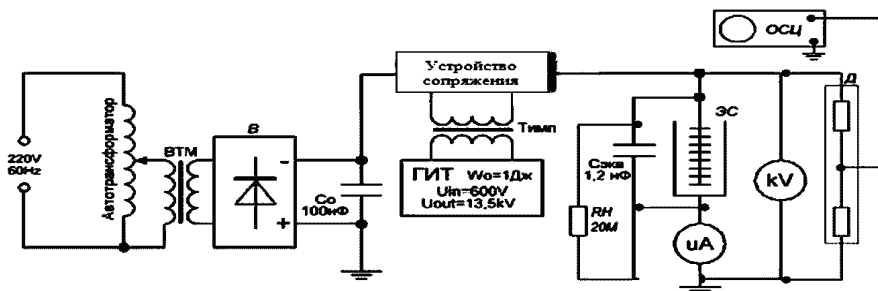 ОСЦ
Устройство
сопряжения
Д
ЭС
В
Автотрансформатор
ВТМ
Тимп
220V
60Hz
-
+
Co
100нФ
ГИТ Wo=1Дж
Uin=600V
Uout=13,5kV
Сэкв
1,2 нФ
RH
20M
kV
uA